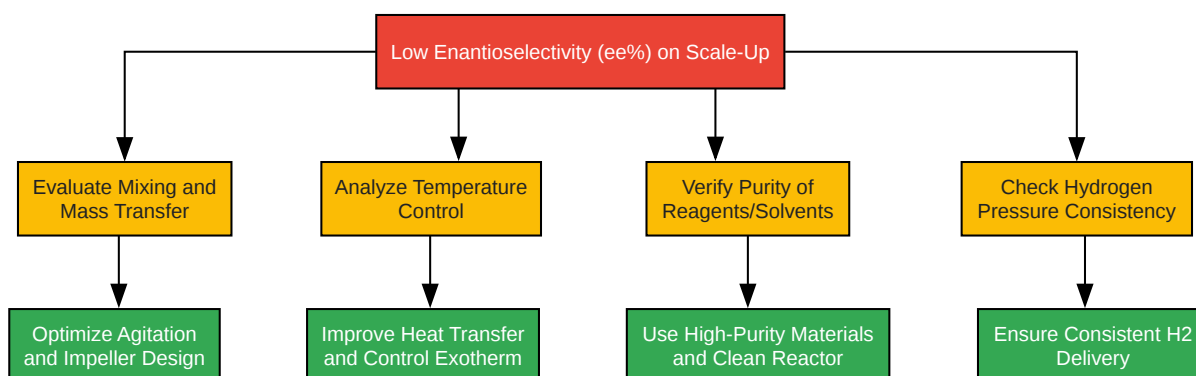 Low Enantioselectivity (ee%) on Scale-Up
Evaluate Mixing and
Mass Transfer
Analyze Temperature
Control
Verify Purity of
Reagents/Solvents
Check Hydrogen
Pressure Consistency
Optimize Agitation
and Impeller Design
Improve Heat Transfer
and Control Exotherm
Use High-Purity Materials
and Clean Reactor
Ensure Consistent H2
Delivery